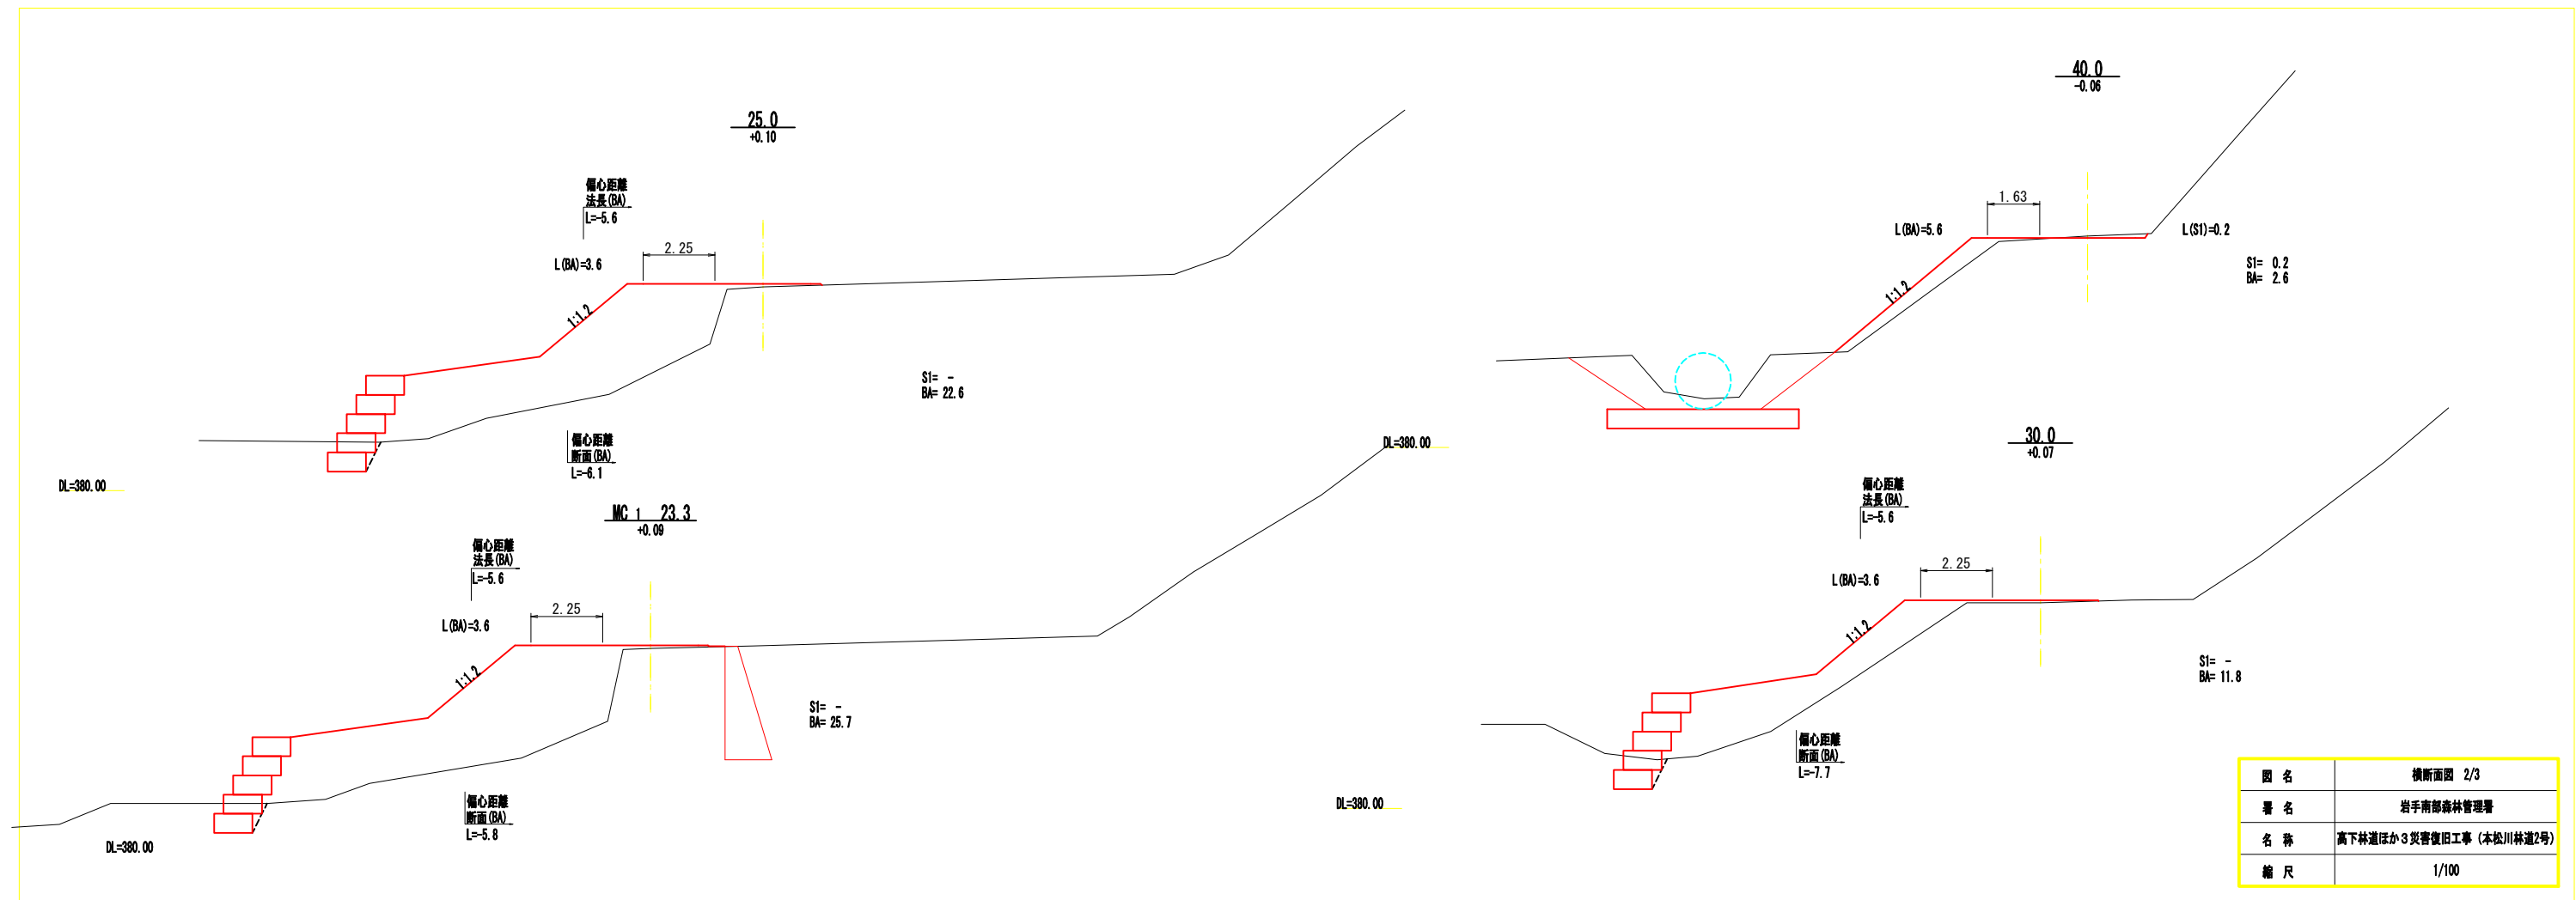 25.0
+0.10
偏心距離
法長(BA)
L=-5.6
2.25
L(BA)=3.6
1:1.2
S1= -
BA= 22.6
偏心距離
断面(BA)
L=-6.1
DL=380.00
MC 1 23.3
+0.09
偏心距離
法長(BA)
L=-5.6
2.25
L(BA)=3.6
1:1.2
S1= -
BA= 25.7
偏心距離
断面(BA)
L=-5.8
DL=380.00
40.0
-0.06
1.63
L(BA)=5.6
L(S1)=0.2
S1= 0.2
BA= 2.6
1:1.2
DL=380.00
30.0
+0.07
偏心距離
法長(BA)
L=-5.6
2.25
L(BA)=3.6
1:1.2
S1= -
BA= 11.8
偏心距離
断面(BA)
L=-7.7
DL=380.00
図 名 横断面図 2/3
署 名 岩手南部森林管理署
名 称 高下林道ほか3災害復旧工事(本松川林道2号)
縮 尺 1/100